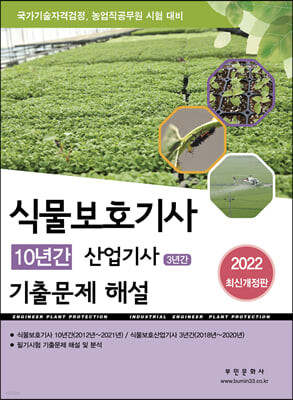 국가기술자격검정, 농업직공무원 시험 대비
식물보호기사
10년간 산업기사 3년간
기출문제 해설
2022
최신개정판
ENGINEER PLANT PROTECTION INDUSTRIAL ENGINEER PLANT PROTECTION
● 식물보호기사 10년간(2012년~2021년) / 식물보호산업기사 3년간(2018년~2020년)
● 필기시험 기출문제 해설 및 분석
부민문화사
www.bumin33.co.kr